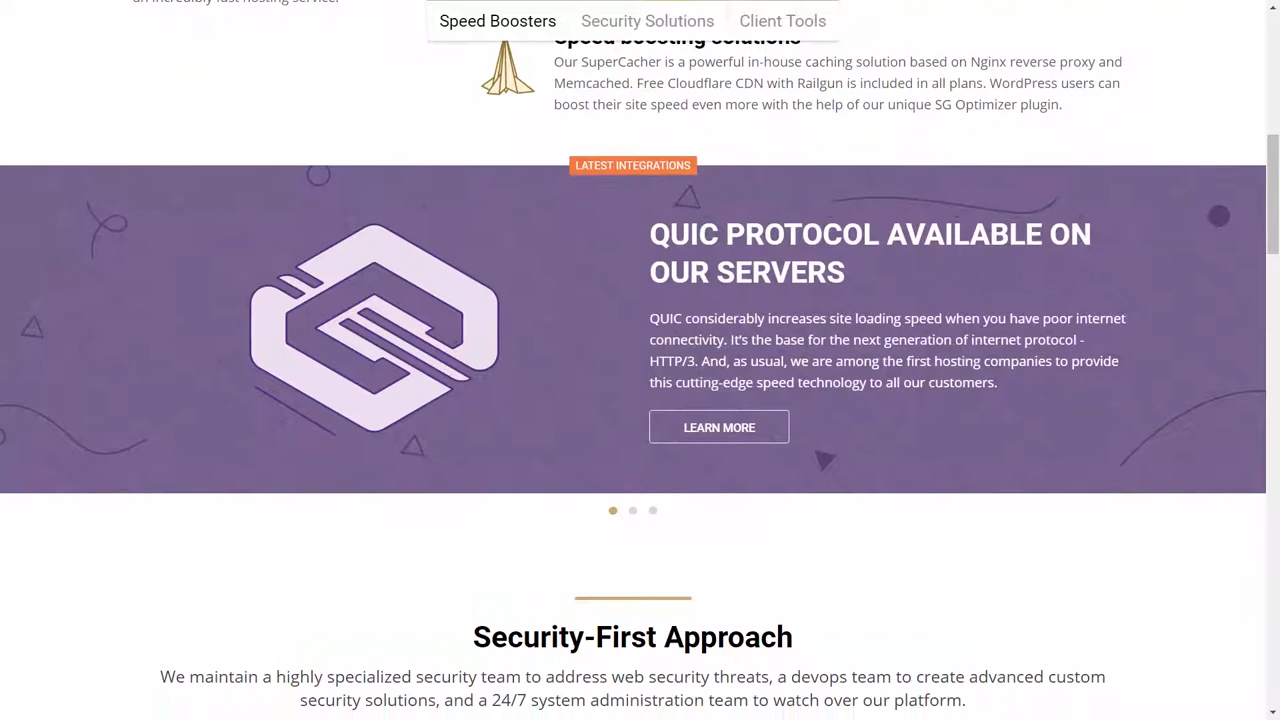 an incredibly fast hosting service.
Speed Boosters
Security Solutions
Client Tools
Speed boosting solutions
Our SuperCacher is a powerful in-house caching solution based on Nginx reverse proxy and
Memcached. Free Cloudflare CDN with Railgun is included in all plans. WordPress users can
boost their site speed even more with the help of our unique SG Optimizer plugin.
LATEST INTEGRATIONS
QUIC PROTOCOL AVAILABLE ON
OUR SERVERS
QUIC considerably increases site loading speed when you have poor internet
connectivity. It's the base for the next generation of internet protocol -
HTTP/3. And, as usual, we are among the first hosting companies to provide
this cutting-edge speed technology to all our customers.
LEARN MORE
Security-First Approach
We maintain a highly specialized security team to address web security threats, a devops team to create advanced custom
security solutions, and a 24/7 system administration team to watch over our platform.